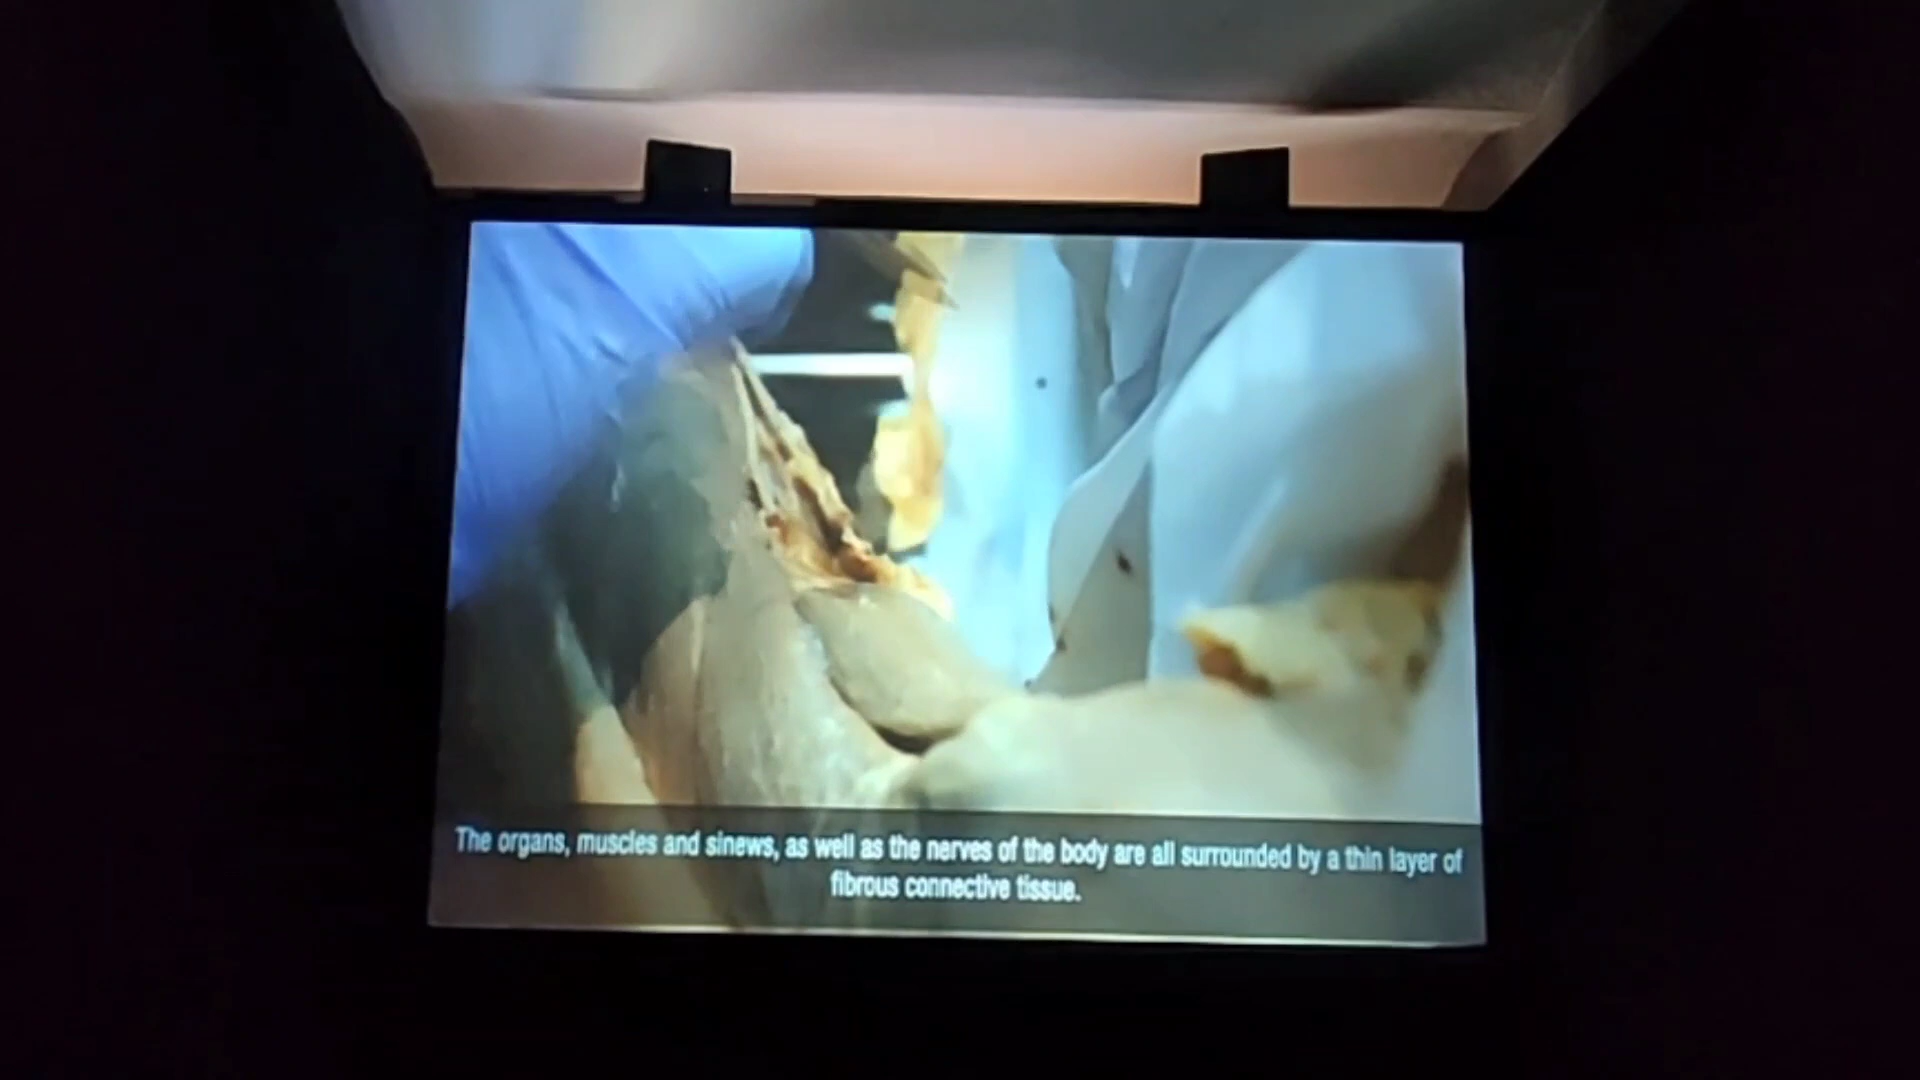 The organs, muscles and sinews, as well as the nerves of the body are all surrounded by a thin layer of
fibrous connective tissue.